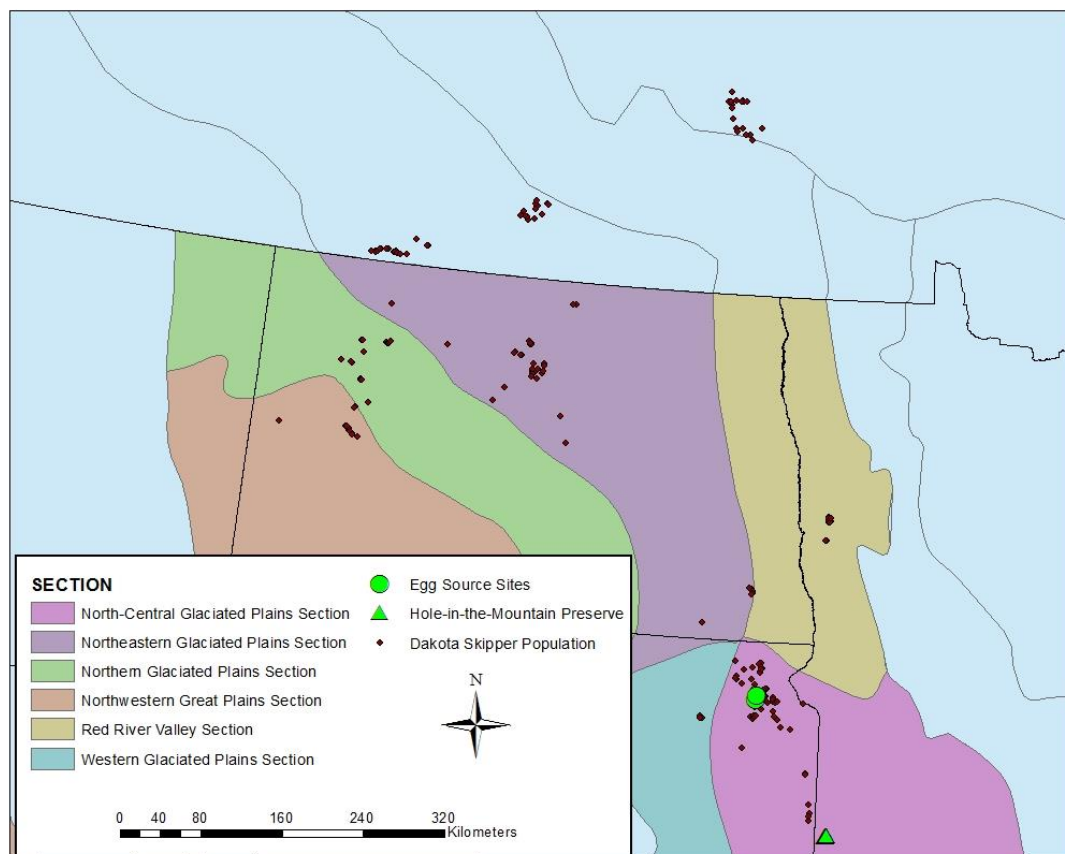 SECTION
North-Central Glaciated Plains Section
Northeastern Glaciated Plains Section
Northern Glaciated Plains Section
Northwestern Great Plains Section
Red River Valley Section
Western Glaciated Plains Section
Egg Source Sites
Hole-in-the-Mountain Preserve
Dakota Skipper Population
N
0 20 40 80 160 240 320
Kilometers